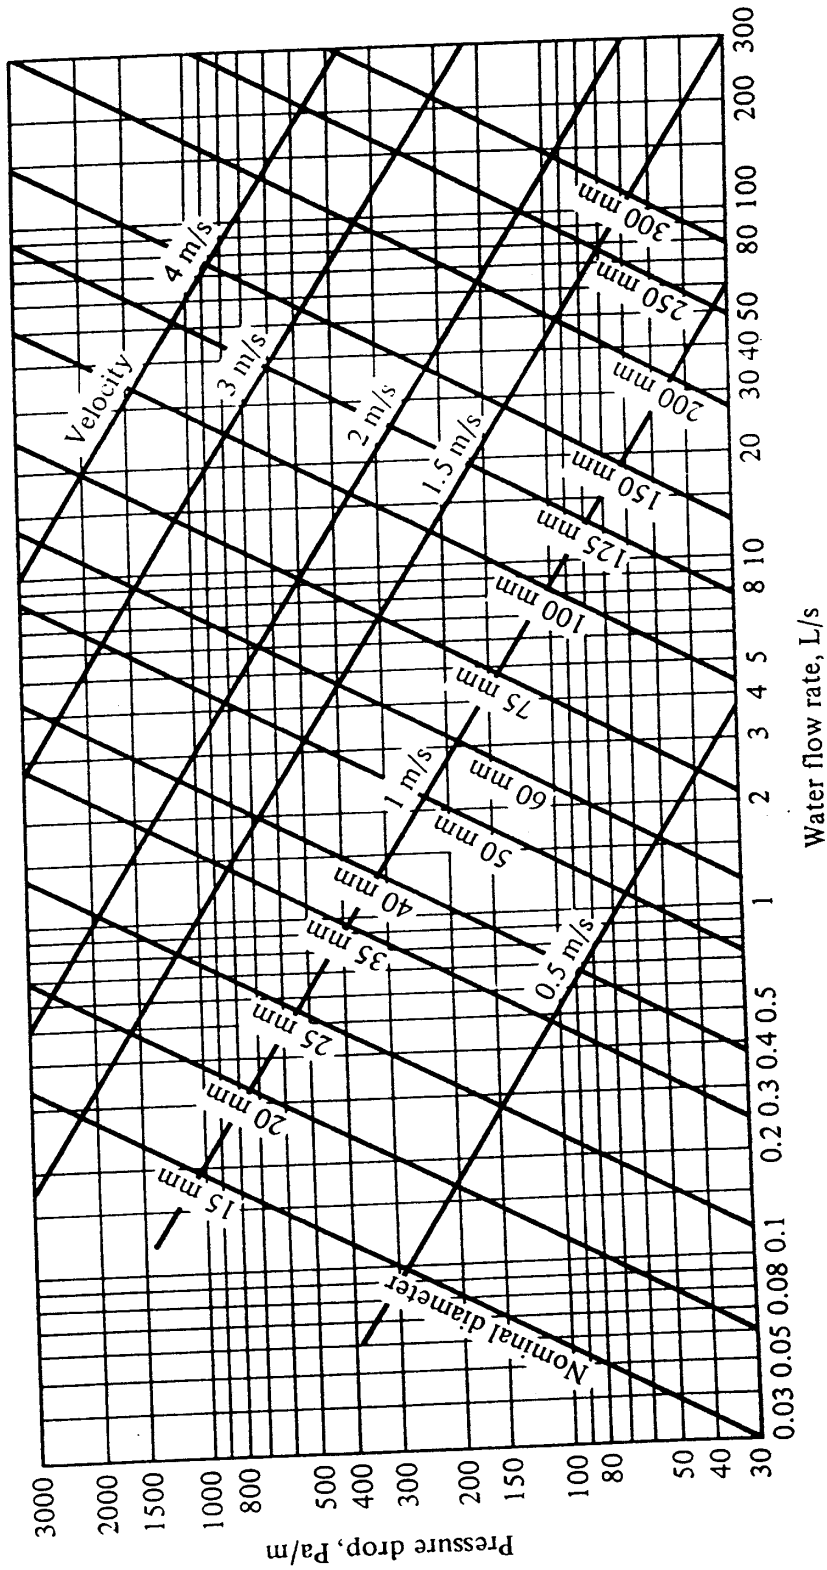 Pressure drop, Pa/m
3000
2000
1500
1000
800
500
400
300
200
150
100
80
50
40
30
0.03
0.05
0.08
0.1
0.2
0.3
0.4
0.5
1
2
3
4
5
8
10
20
30
40
50
80
100
200
300
Water flow rate, L/s
Velocity
4 m/s
3 m/s
2 m/s
1.5 m/s
1 m/s
0.5 m/s
Nominal diameter
15 mm
20 mm
25 mm
35 mm
40 mm
50 mm
60 mm
75 mm
100 mm
125 mm
150 mm
200 mm
250 mm
300 mm